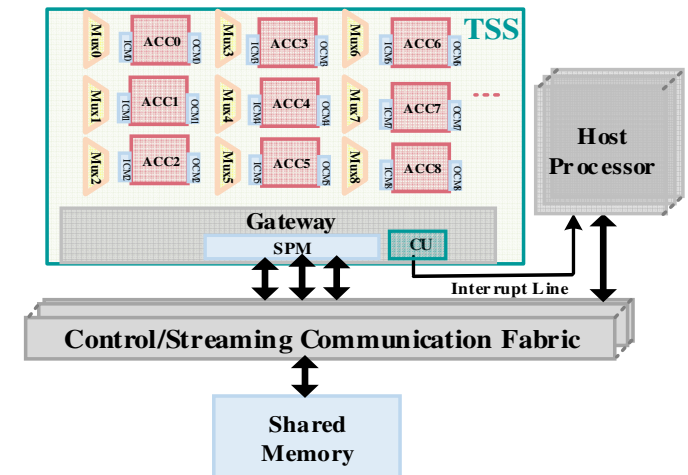 TSS
Mux0 ICM0 ACC0 OCM0
Mux3 ICM3 ACC3 OCM3
Mux6 ICM6 ACC6 OCM6
Mux1 ICM1 ACC1 OCM1
Mux4 ICM4 ACC4 OCM4
Mux7 ICM7 ACC7 OCM7
Mux2 ICM2 ACC2 OCM2
Mux5 ICM5 ACC5 OCM5
Mux8 ICM8 ACC8 OCM8
Host
Processor
Gateway
SPM
CU
Interrupt Line
Control/Streaming Communication Fabric
Shared
Memory